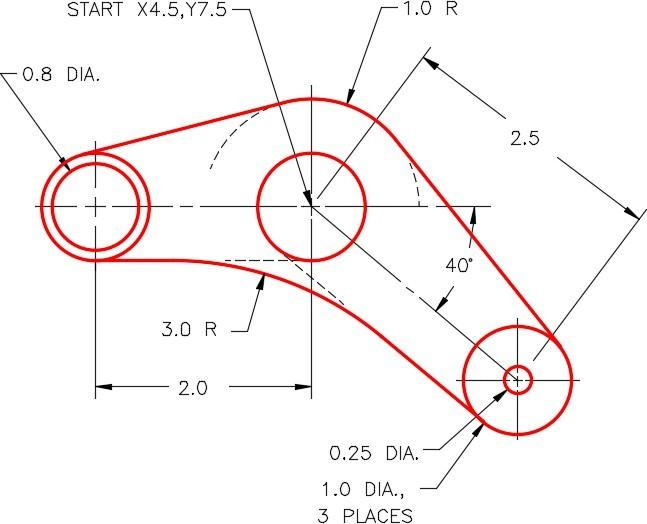 START X4.5,Y7.5
1.0 R
0.8 DIA.
2.5
40°
3.0 R
2.0
0.25 DIA.
1.0 DIA.,
3 PLACES